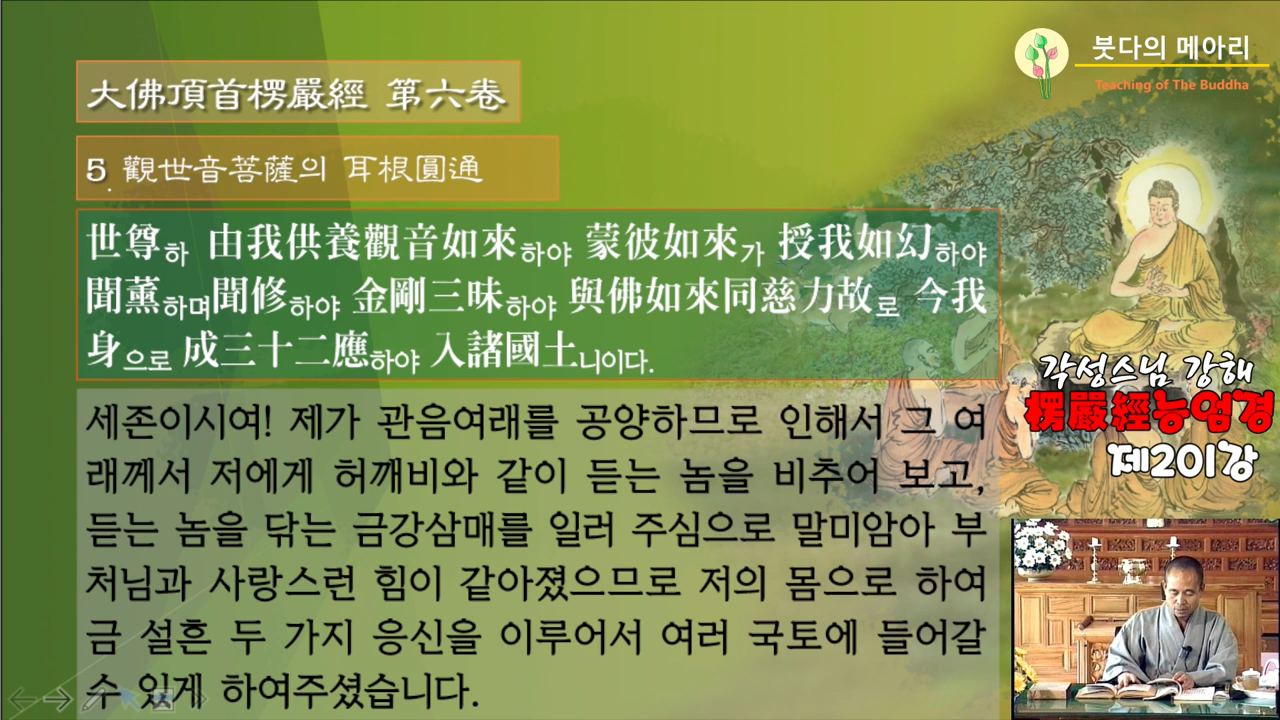 大佛頂首楞嚴經 第六卷
5. 觀世音菩薩의 耳根圓通
世尊하 由我供養觀音如來하야 蒙彼如來가 授我如幻하야
聞薰하며聞修하야 金剛三昧하야 與佛如來同慈力故로 今我
身으로 成三十二應하야 入諸國土니이다.
세존이시여! 제가 관음여래를 공양하므로 인해서 그 여
래께서 저에게 허깨비와 같이 듣는 놈을 비추어 보고,
듣는 놈을 닦는 금강삼매를 일러 주심으로 말미암아 부
처님과 사랑스런 힘이 같아졌으므로 저의 몸으로 하여
금 설흔 두 가지 응신을 이루어서 여러 국토에 들어갈
수 있게 하여주셨습니다.
붓다의 메아리
Teaching of The Buddha
각성스님 강해
楞嚴經능엄경
제201강